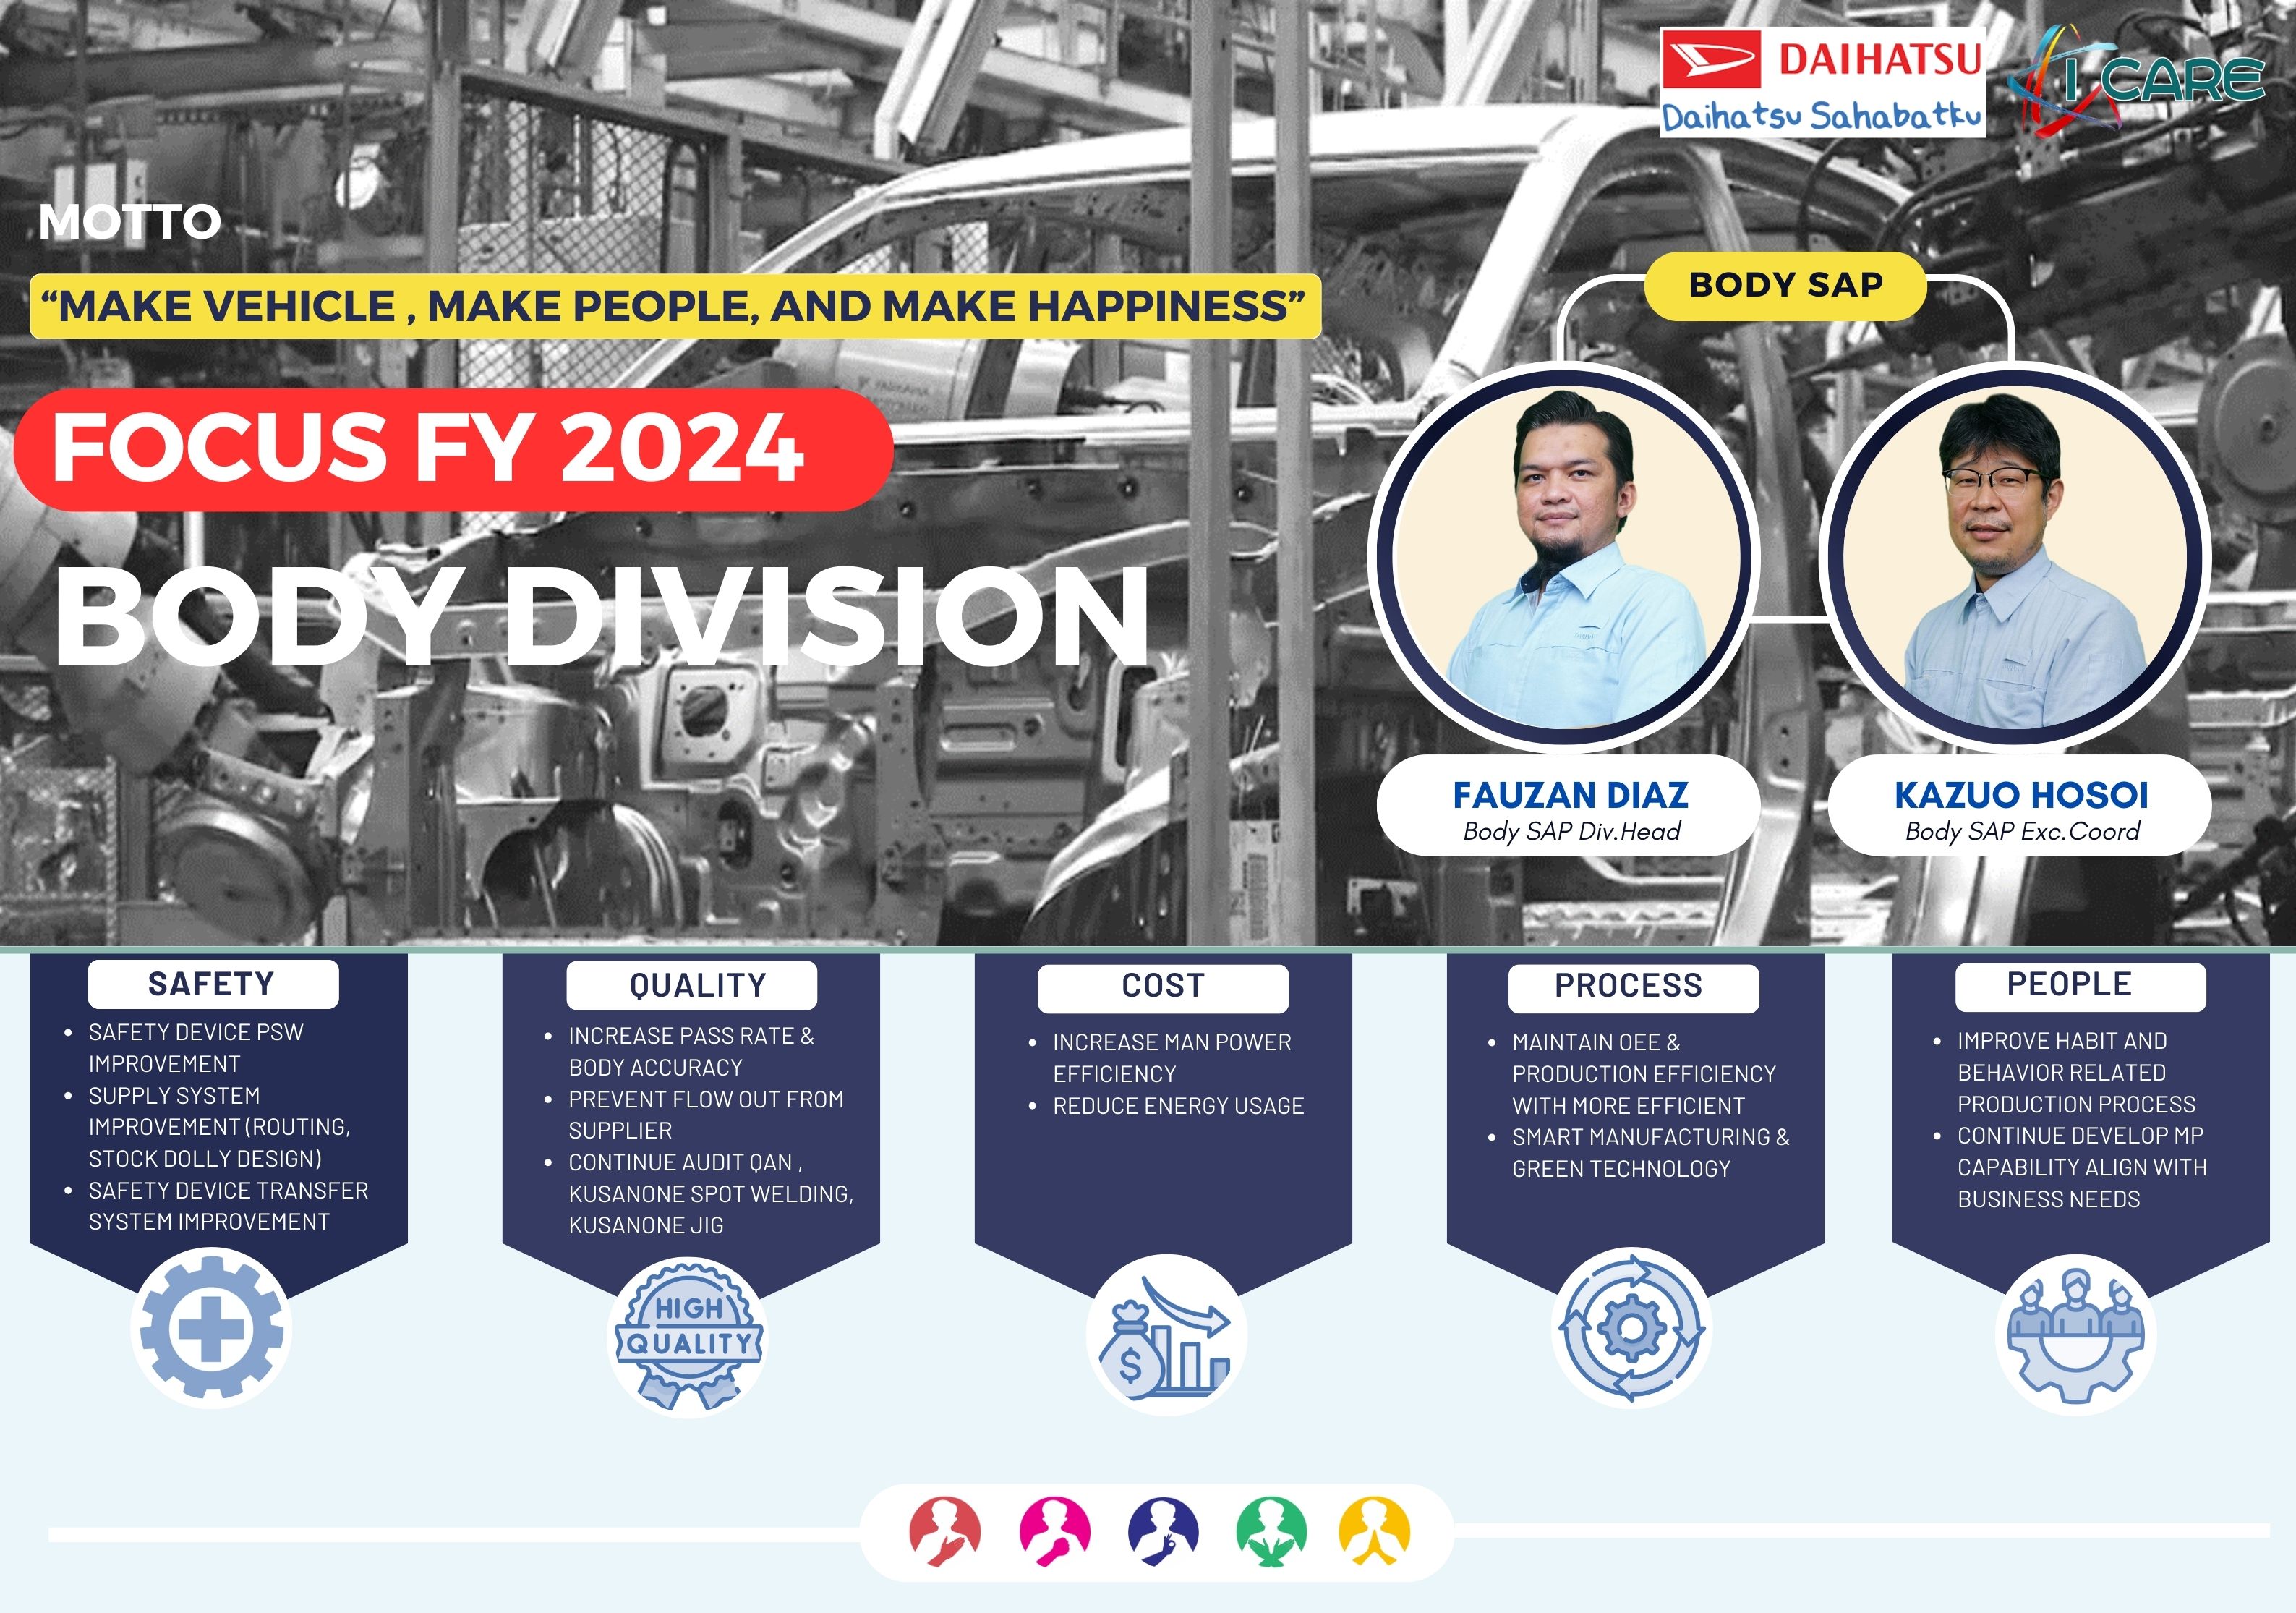 DAIHATSU
Daihatsu Sahabatku
I CARE
MOTTO
“MAKE VEHICLE , MAKE PEOPLE, AND MAKE HAPPINESS”
FOCUS FY 2024
BODY DIVISION
BODY SAP
FAUZAN DIAZ
Body SAP Div.Head
KAZUO HOSOI
Body SAP Exc.Coord
SAFETY
• SAFETY DEVICE PSW
IMPROVEMENT
• SUPPLY SYSTEM
IMPROVEMENT (ROUTING,
STOCK DOLLY DESIGN)
• SAFETY DEVICE TRANSFER
SYSTEM IMPROVEMENT
QUALITY
• INCREASE PASS RATE &
BODY ACCURACY
• PREVENT FLOW OUT FROM
SUPPLIER
• CONTINUE AUDIT QAN ,
KUSANONE SPOT WELDING,
KUSANONE JIG
HIGH
QUALITY
COST
• INCREASE MAN POWER
EFFICIENCY
• REDUCE ENERGY USAGE
$
PROCESS
• MAINTAIN OEE &
PRODUCTION EFFICIENCY
WITH MORE EFFICIENT
• SMART MANUFACTURING &
GREEN TECHNOLOGY
PEOPLE
• IMPROVE HABIT AND
BEHAVIOR RELATED
PRODUCTION PROCESS
• CONTINUE DEVELOP MP
CAPABILITY ALIGN WITH
BUSINESS NEEDS